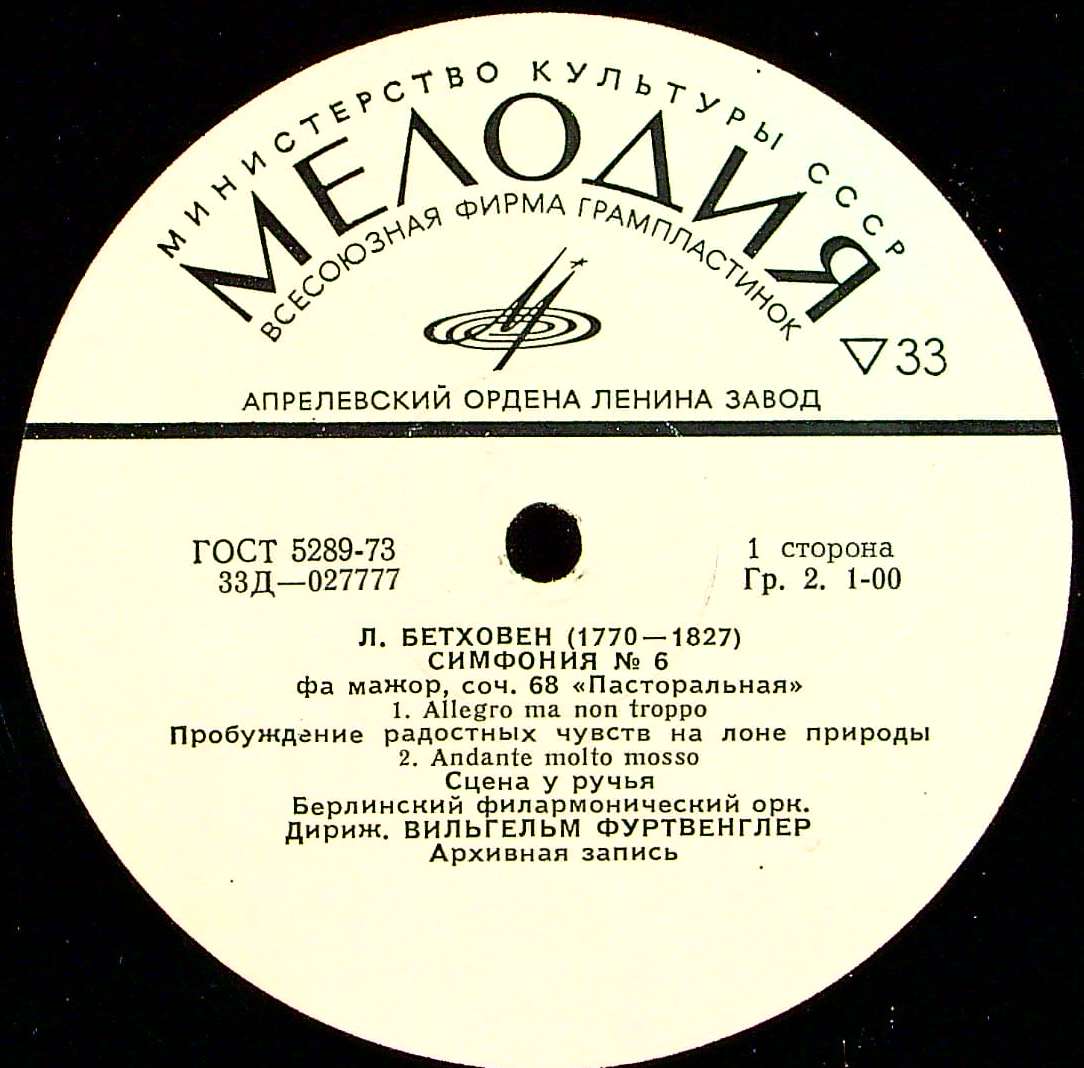 МИНИСТЕРСТВО КУЛЬТУРЫ СССР
МЕЛОДИЯ
ВСЕСОЮЗНАЯ ФИРМА ГРАМПЛАСТИНОК
▽33
АПРЕЛЕВСКИЙ ОРДЕНА ЛЕНИНА ЗАВОД
ГОСТ 5289-73
33Д—027777
1 сторона
Гр. 2. 1-00
Л. БЕТХОВЕН (1770—1827)
СИМФОНИЯ № 6
фа мажор, соч. 68 «Пасторальная»
1. Allegro ma non troppo
Пробуждение радостных чувств на лоне природы
2. Andante molto mosso
Сцена у ручья
Берлинский филармонический орк.
Дириж. ВИЛЬГЕЛЬМ ФУРТВЕНГЛЕР
Архивная запись